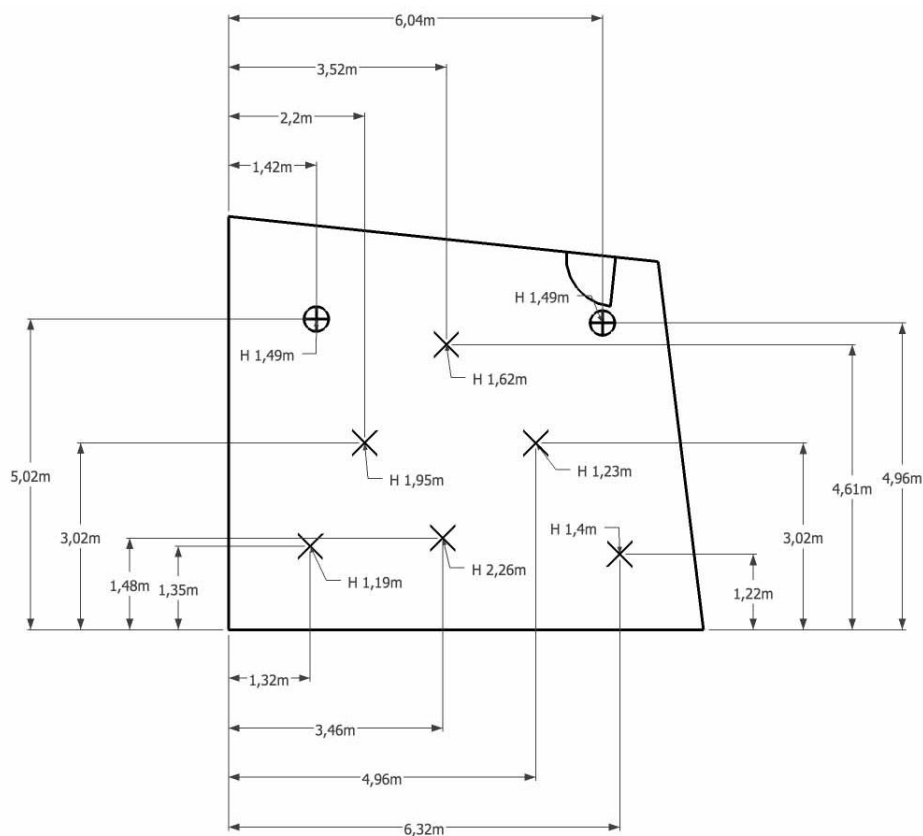 6,04m
3,52m
2,2m
1,42m
H 1,49m
H 1,49m
H 1,62m
5,02m
3,02m
1,48m
1,35m
H 1,95m
H 1,23m
H 1,19m
H 2,26m
H 1,4m
1,22m
3,02m
4,61m
4,96m
1,32m
3,46m
4,96m
6,32m